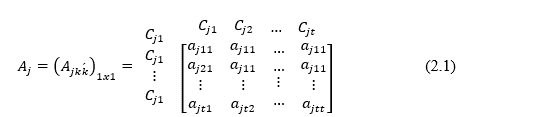 C_{j1} C_{j2} … C_{jt}
C_{j1} a_{j11} a_{j11} … a_{j11}
C_{j1} a_{j21} a_{j11} … a_{j11}
A_j = (A_{jkḱ})_{1x1} = ⋮ ⋮ ⋮ ⋮ ⋮ (2.1)
C_{j1} a_{jt1} a_{jt2} … a_{jtt}